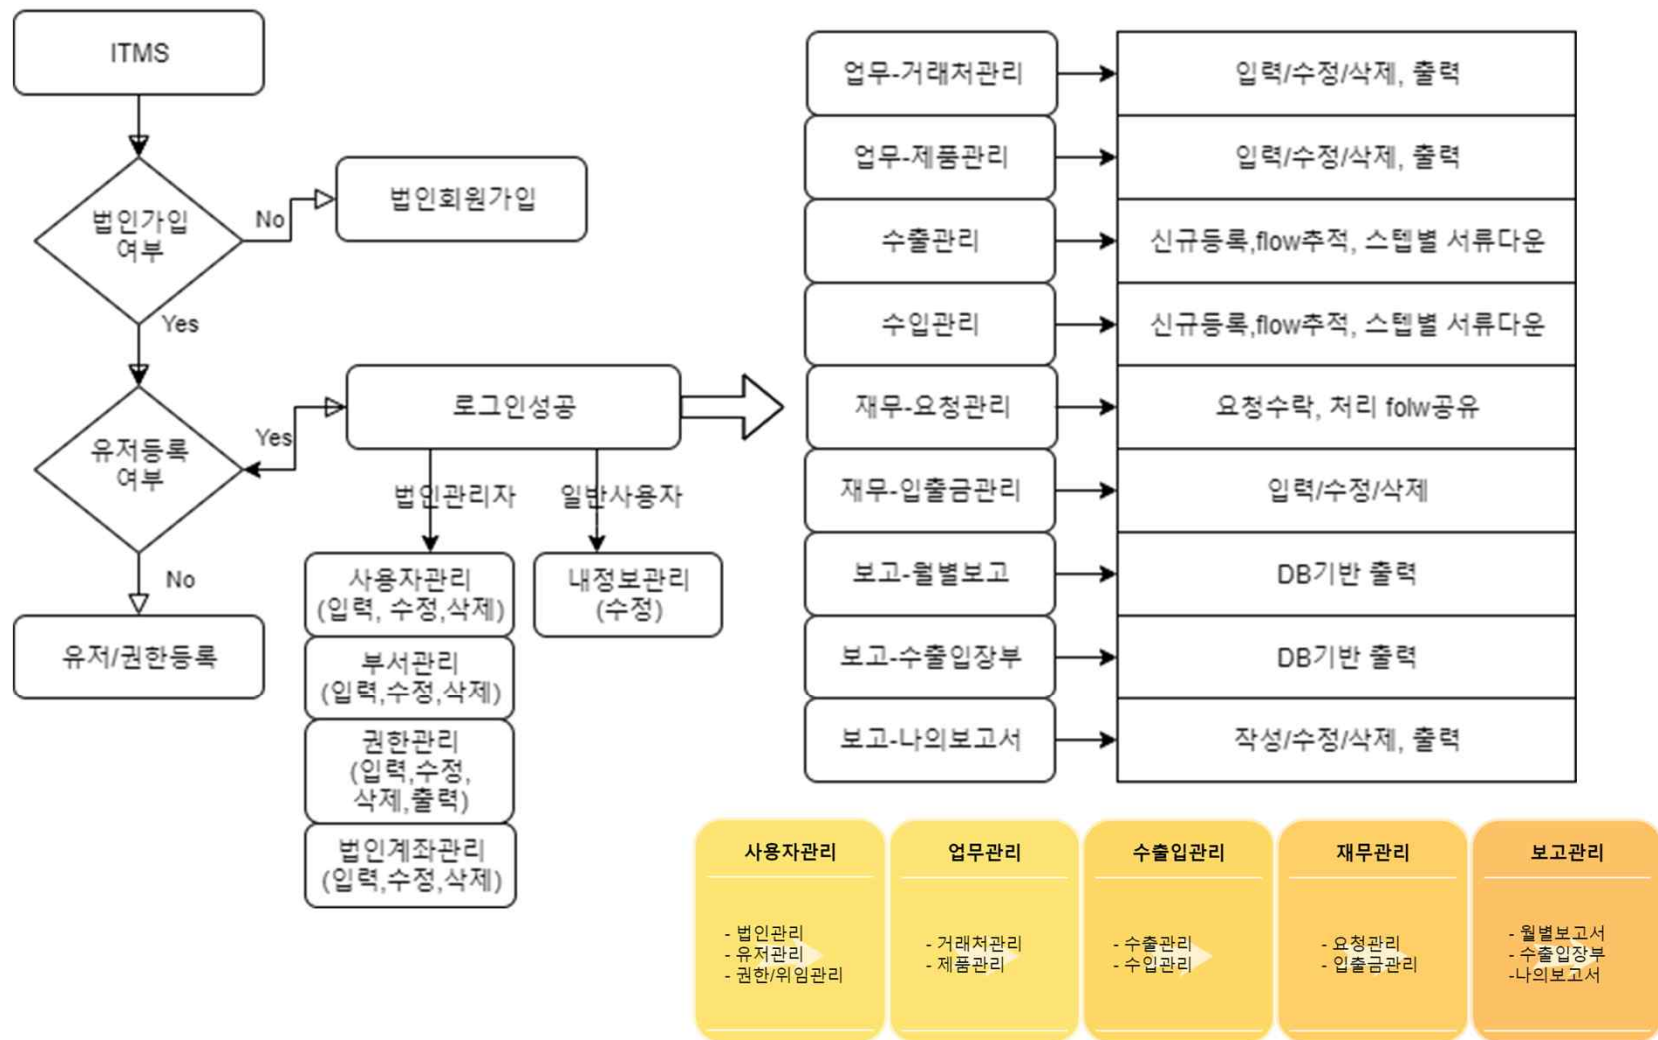 ITMS
법인가입
여부
No
법인회원가입
Yes
유저등록
여부
Yes
로그인성공
No
유저/권한등록
법인관리자
일반사용자
사용자관리
(입력, 수정,삭제)
부서관리
(입력,수정,삭제)
권한관리
(입력,수정,
삭제,출력)
법인계좌관리
(입력,수정,삭제)
내정보관리
(수정)
업무-거래처관리
입력/수정/삭제, 출력
업무-제품관리
입력/수정/삭제, 출력
수출관리
신규등록,flow추적, 스텝별 서류다운
수입관리
신규등록,flow추적, 스텝별 서류다운
재무-요청관리
요청수락, 처리 folw공유
재무-입출금관리
입력/수정/삭제
보고-월별보고
DB기반 출력
보고-수출입장부
DB기반 출력
보고-나의보고서
작성/수정/삭제, 출력
사용자관리
- 법인관리
- 유저관리
- 권한/위임관리
업무관리
- 거래처관리
- 제품관리
수출입관리
- 수출관리
- 수입관리
재무관리
- 요청관리
- 입출금관리
보고관리
- 월별보고서
- 수출입장부
-나의보고서